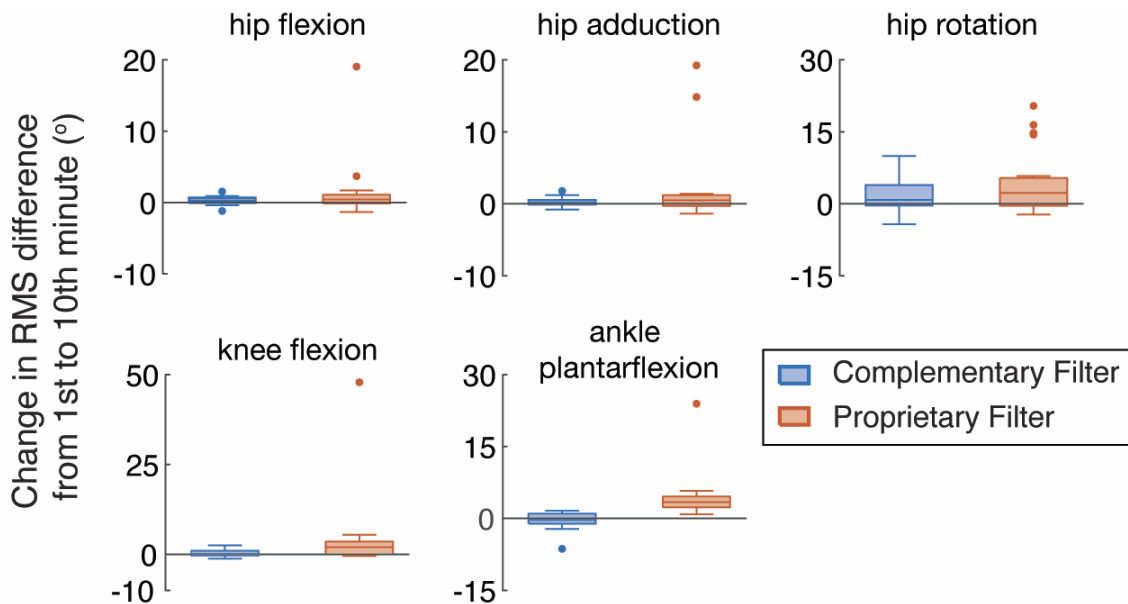 Change in RMS difference
from 1st to 10th minute (º)
hip flexion
20
10
0
-10
hip adduction
20
10
0
-10
hip rotation
30
15
0
-15
knee flexion
50
25
0
-10
ankle
plantarflexion
30
15
0
-15
Complementary Filter
Proprietary Filter